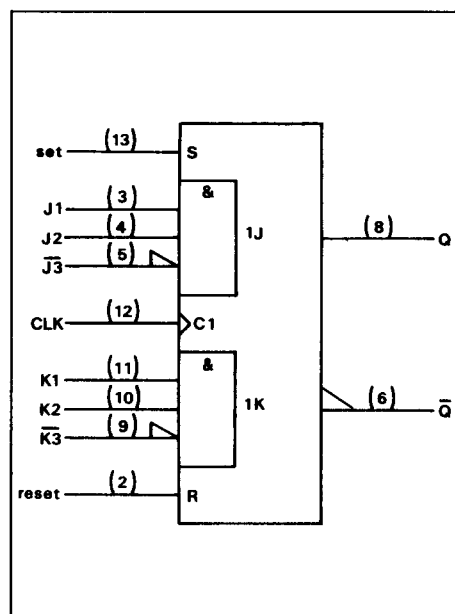 set (13) S
&
J1 (3)
J2 (4) 1J (8) Q
J̅3̅ (5)
CLK (12) C1
&
K1 (11)
K2 (10) 1K (6) Q̅
K̅3̅ (9)
reset (2) R